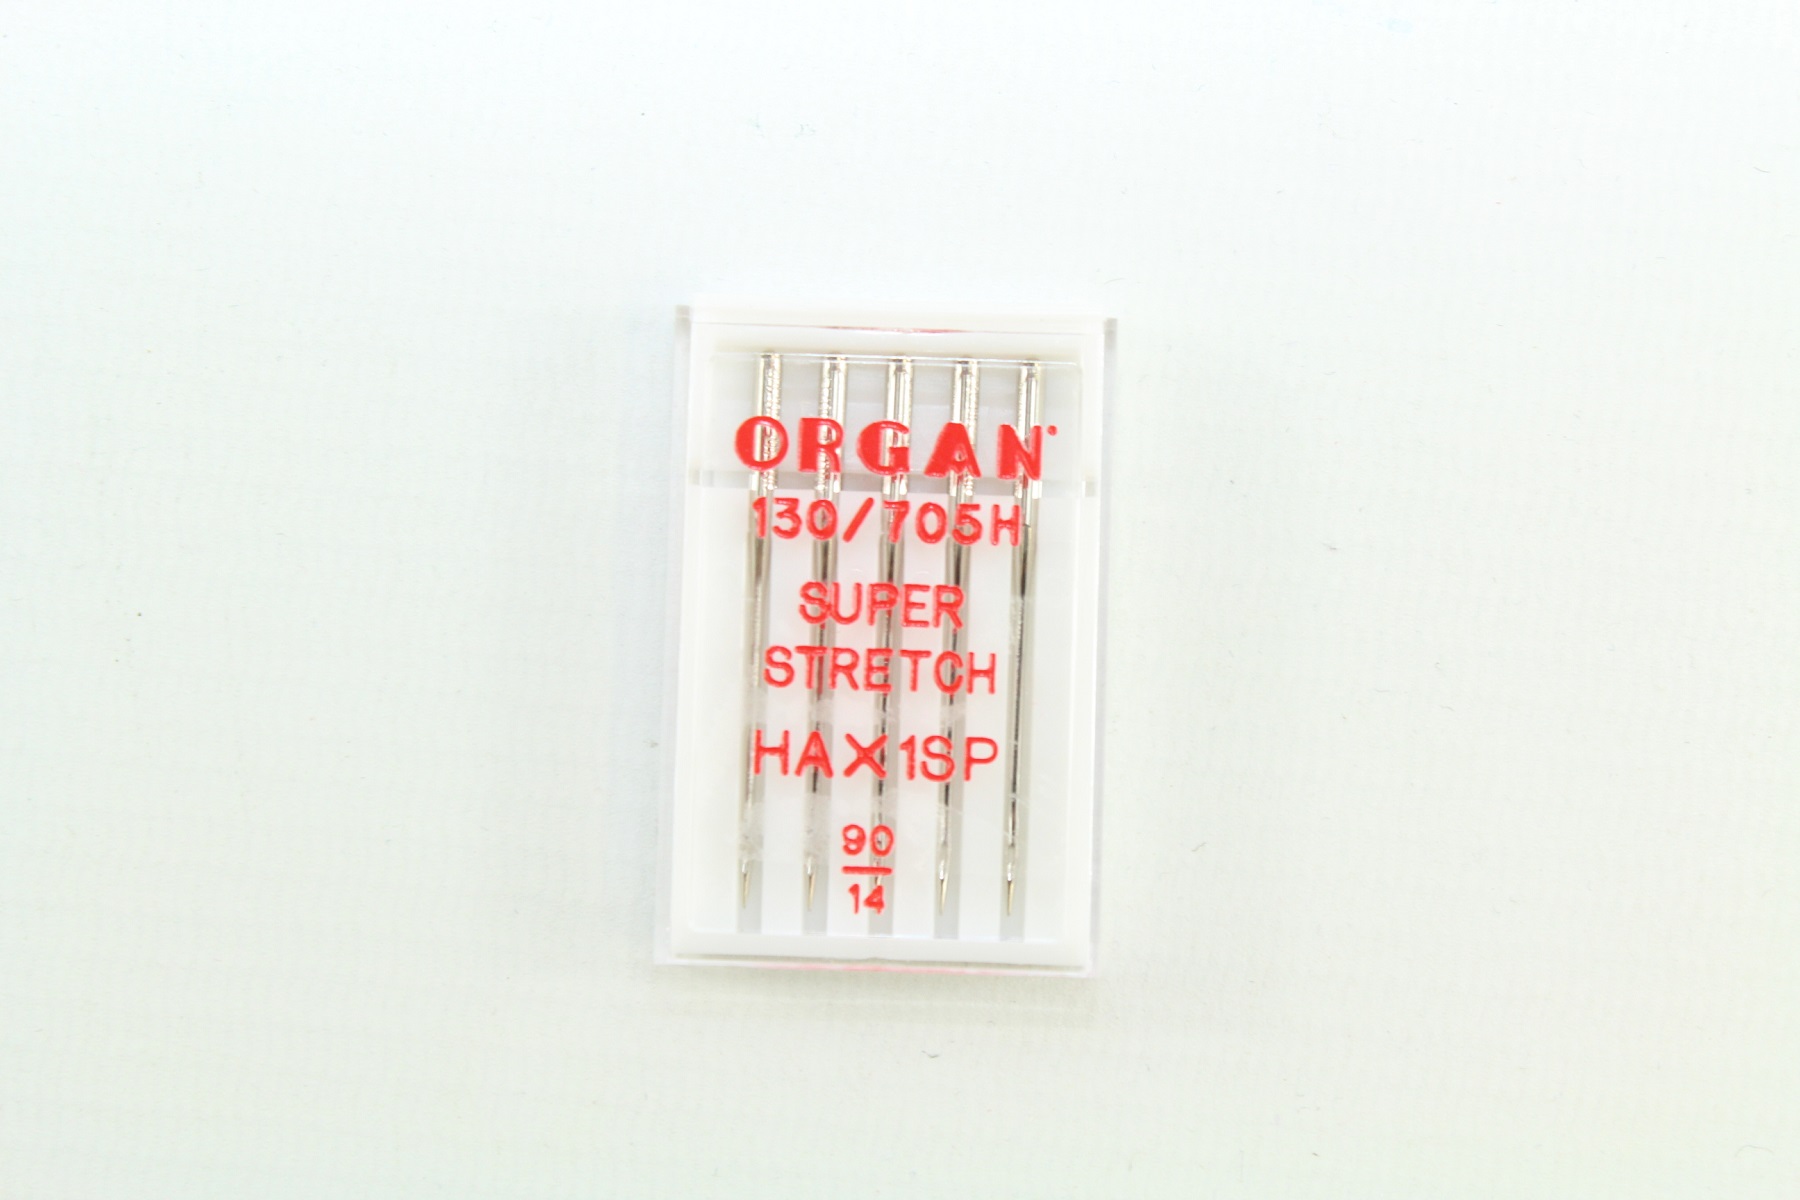 ORGAN
130/705H
SUPER
STRETCH
HAX1SP
90
14